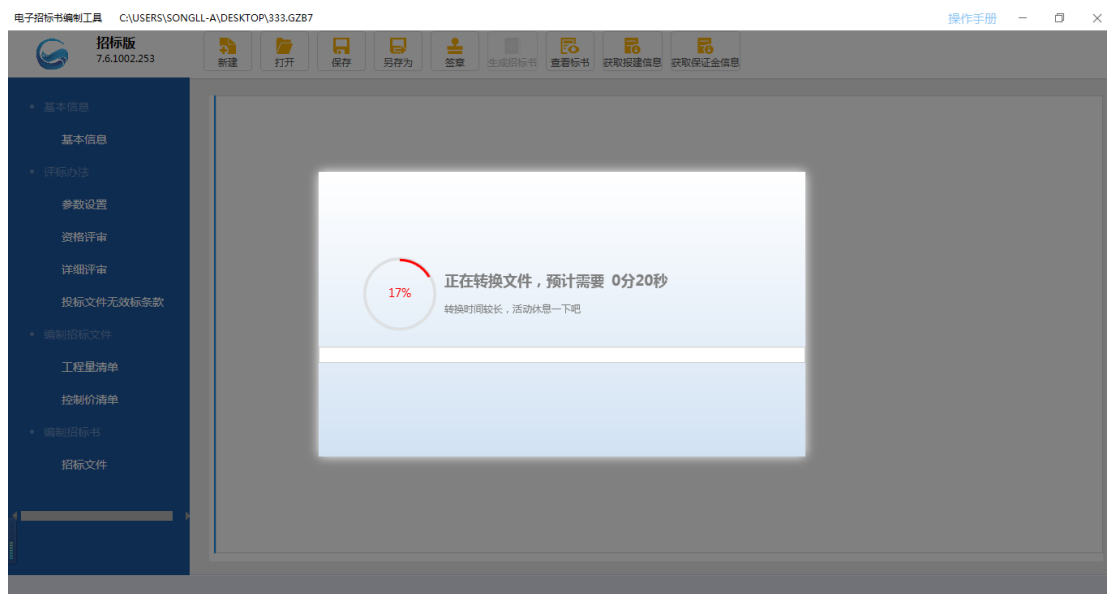 电子招标书编制工具 C:\USERS\SONGLL-A\DESKTOP\333.GZB7 操作手册
招标版
7.6.1002.253
新建 打开 保存 另存为 签章 生成招标书 查看标书 获取报建信息 获取保证金信息
基本信息
基本信息
评标办法
参数设置
资格评审
详细评审
投标文件无效标条款
编制招标文件
工程量清单
控制价清单
编制招标书
招标文件
17%
正在转换文件，预计需要 0分20秒
转换时间较长，活动休息一下吧